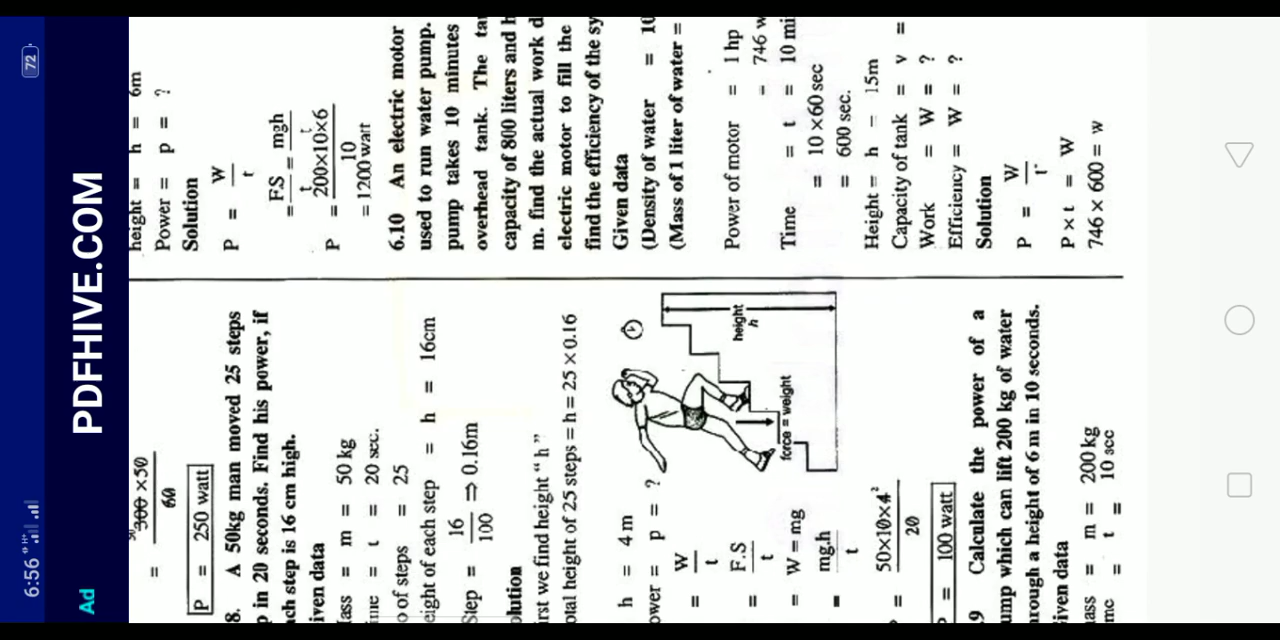 6:56
72
Ad
PDFHIVE.COM
= 300 ×50
60
P = 250 watt
8. A 50kg man moved 25 steps
p in 20 seconds. Find his power, if
ach step is 16 cm high.
iven data
lass = m = 50 kg
ime = t = 20 sec.
o of steps = 25
eight of each step = h = 16cm
Step = 16/100 ⇒ 0.16m
olution
irst we find height “ h ”
otal height of 25 steps = h = 25 × 0.16
h = 4 m
ower = p = ?
= W/t
= F.S/t
= W = mg
= mg.h/t
force = weight
height
h
= 50×10×4²
20
P = 100 watt
.9 Calculate the power of a
ump which can lift 200 kg of water
hrough a height of 6 m in 10 seconds.
iven data
lass = m = 200 kg
me = t = 10 sec
height = h = 6m
Power = p = ?
Solution
P = W/t
= F.S/t = mgh/t
P = 200×10×6
10
= 1200 watt
6.10 An electric motor
used to run water pump.
pump takes 10 minutes
overhead tank. The ta
capacity of 800 liters and h
m. find the actual work d
electric motor to fill the
find the efficiency of the sy
Given data
(Density of water = 10
(Mass of 1 liter of water =
Power of motor = 1 hp
= 746 w
Time = t = 10 mi
= 10 ×60 sec
= 600 sec.
Height = h = 15m
Capacity of tank = v =
Work = W = ?
Efficiency = W = ?
Solution
P = W/t
P × t = W
746 × 600 = w